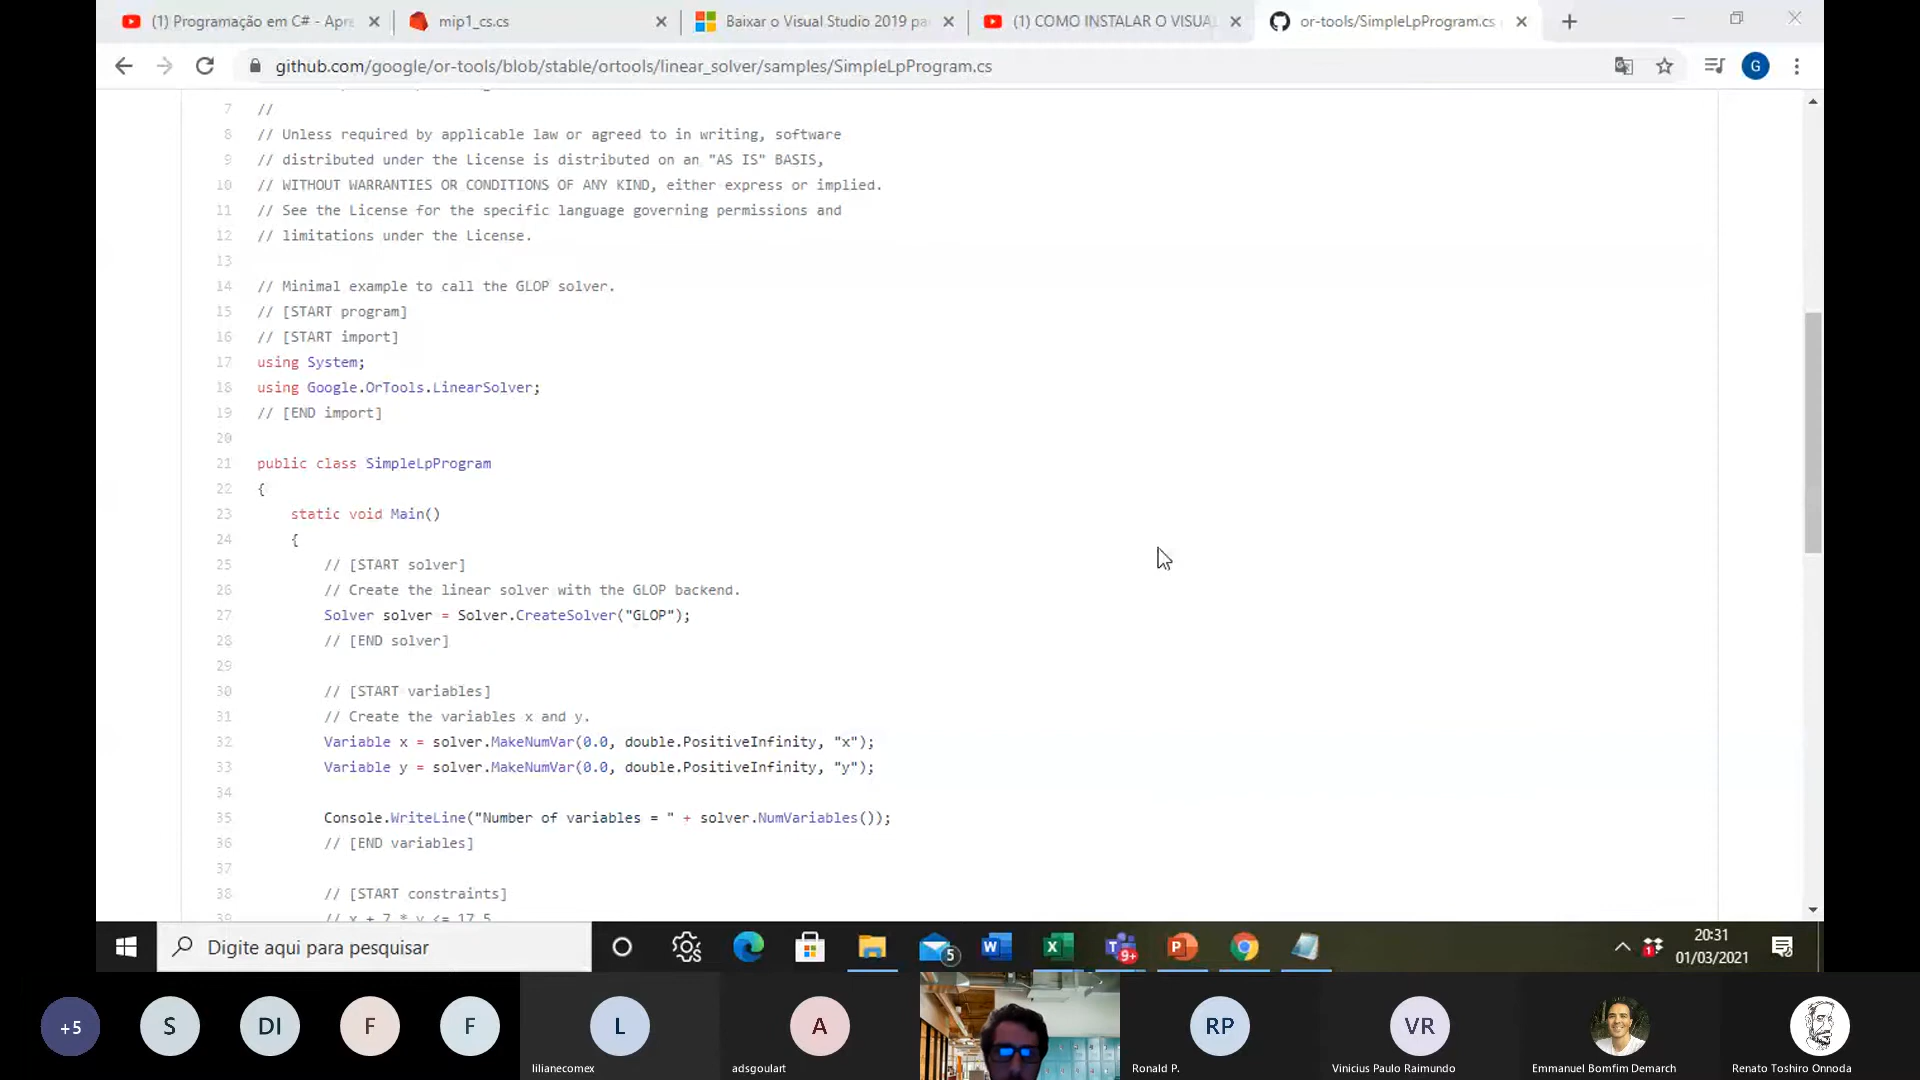 (1) Programação em C# - Apre
mip1_cs.cs
Baixar o Visual Studio 2019 pa
(1) COMO INSTALAR O VISUA
or-tools/SimpleLpProgram.cs
github.com/google/or-tools/blob/stable/ortools/linear_solver/samples/SimpleLpProgram.cs
G
7 //
8 // Unless required by applicable law or agreed to in writing, software
9 // distributed under the License is distributed on an "AS IS" BASIS,
10 // WITHOUT WARRANTIES OR CONDITIONS OF ANY KIND, either express or implied.
11 // See the License for the specific language governing permissions and
12 // limitations under the License.
13
14 // Minimal example to call the GLOP solver.
15 // [START program]
16 // [START import]
17 using System;
18 using Google.OrTools.LinearSolver;
19 // [END import]
20
21 public class SimpleLpProgram
22 {
23 static void Main()
24 {
25 // [START solver]
26 // Create the linear solver with the GLOP backend.
27 Solver solver = Solver.CreateSolver("GLOP");
28 // [END solver]
29
30 // [START variables]
31 // Create the variables x and y.
32 Variable x = solver.MakeNumVar(0.0, double.PositiveInfinity, "x");
33 Variable y = solver.MakeNumVar(0.0, double.PositiveInfinity, "y");
34
35 Console.WriteLine("Number of variables = " + solver.NumVariables());
36 // [END variables]
37
38 // [START constraints]
39 // x + 7 * y <= 17.5
Digite aqui para pesquisar
5
9+
1
20:31
01/03/2021
+5
S
DI
F
F
L
lilianecomex
A
adsgoulart
RP
Ronald P.
VR
Vinicius Paulo Raimundo
Emmanuel Bomfim Demarch
Renato Toshiro Onnoda